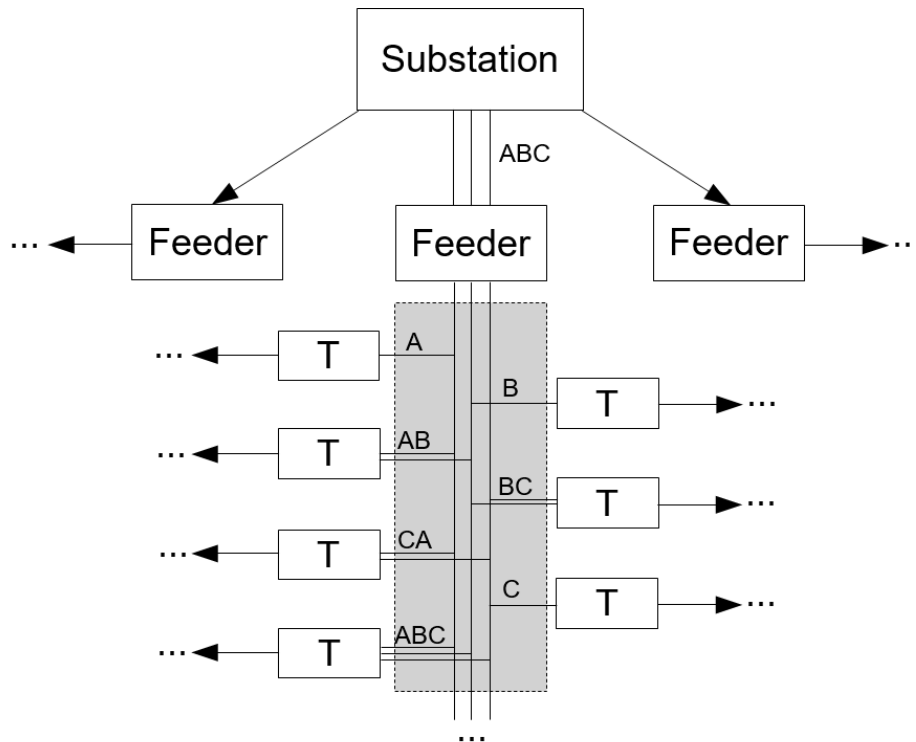 Substation
ABC
... Feeder Feeder Feeder ..
T A
... B T ...
... T AB
BC T ...
... T CA
C T ...
... T ABC
...